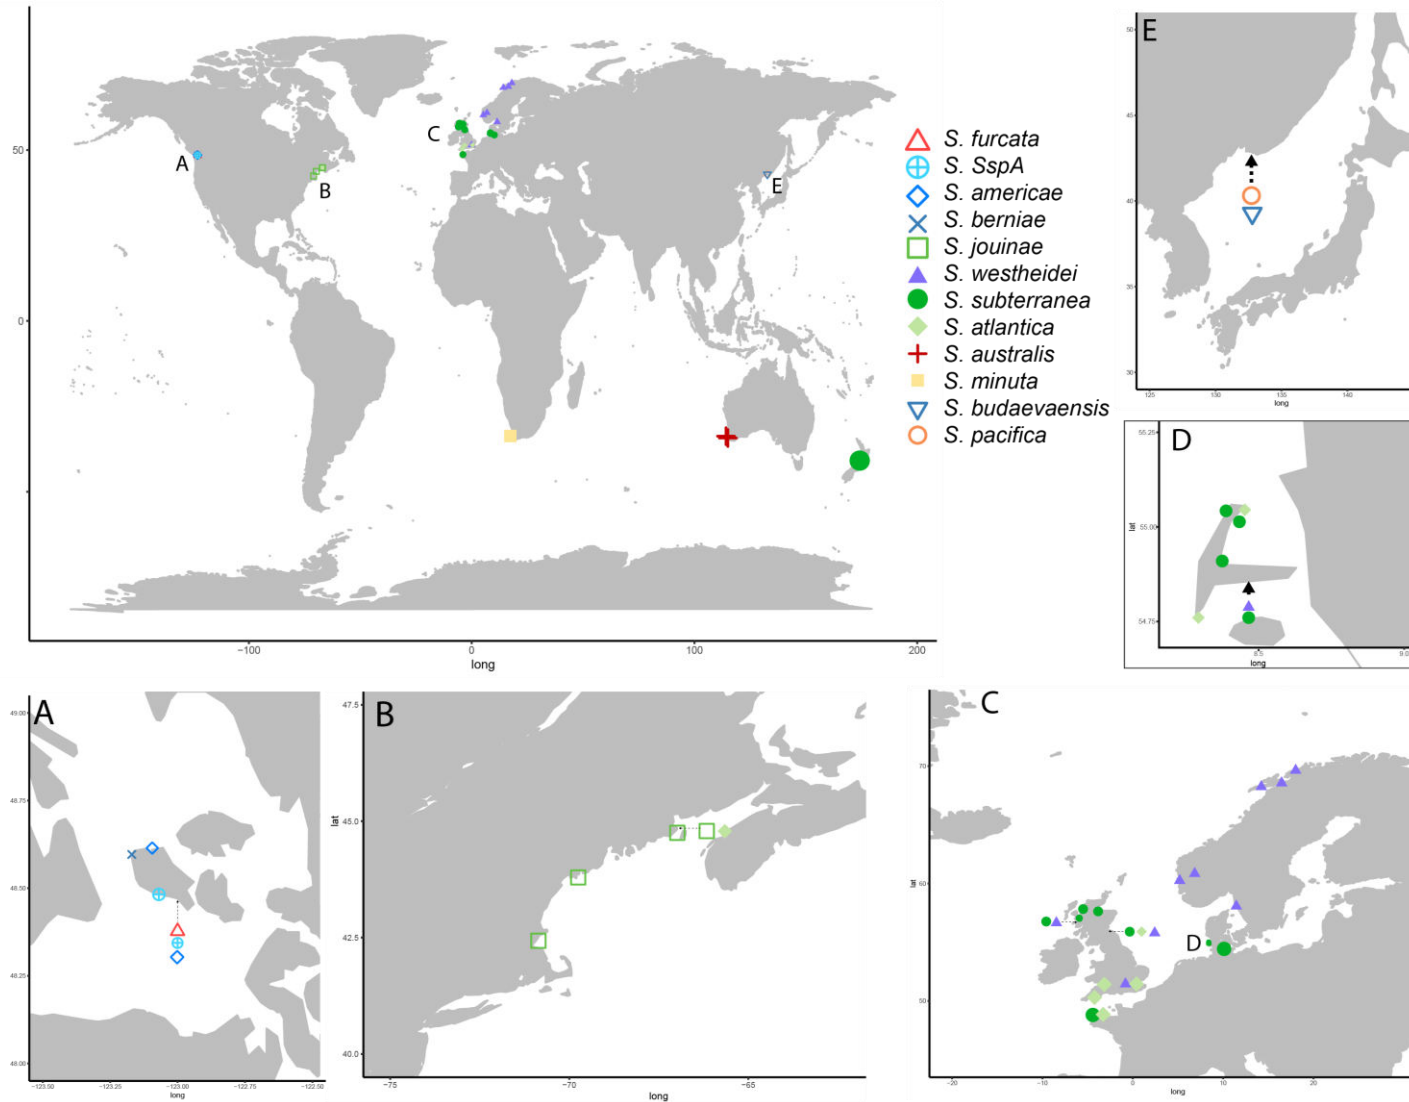 50
0
−100
0
100
200
long
A
B
C
E
S. furcata
S. SspA
S. americae
S. berniae
S. jouinae
S. westheidei
S. subterranea
S. atlantica
S. australis
S. minuta
S. budaevaensis
S. pacifica
E
50
45
40
35
30
125
130
135
140
long
D
55.25
55.00
54.75
lat
8.5
9.0
long
A
49.00
48.75
48.50
48.25
48.00
−123.50
−123.25
−123.00
−122.75
−122.50
long
B
47.5
45.0
42.5
40.0
lat
−75
−70
−65
long
C
70
60
50
lat
D
−20
−10
0
10
20
long